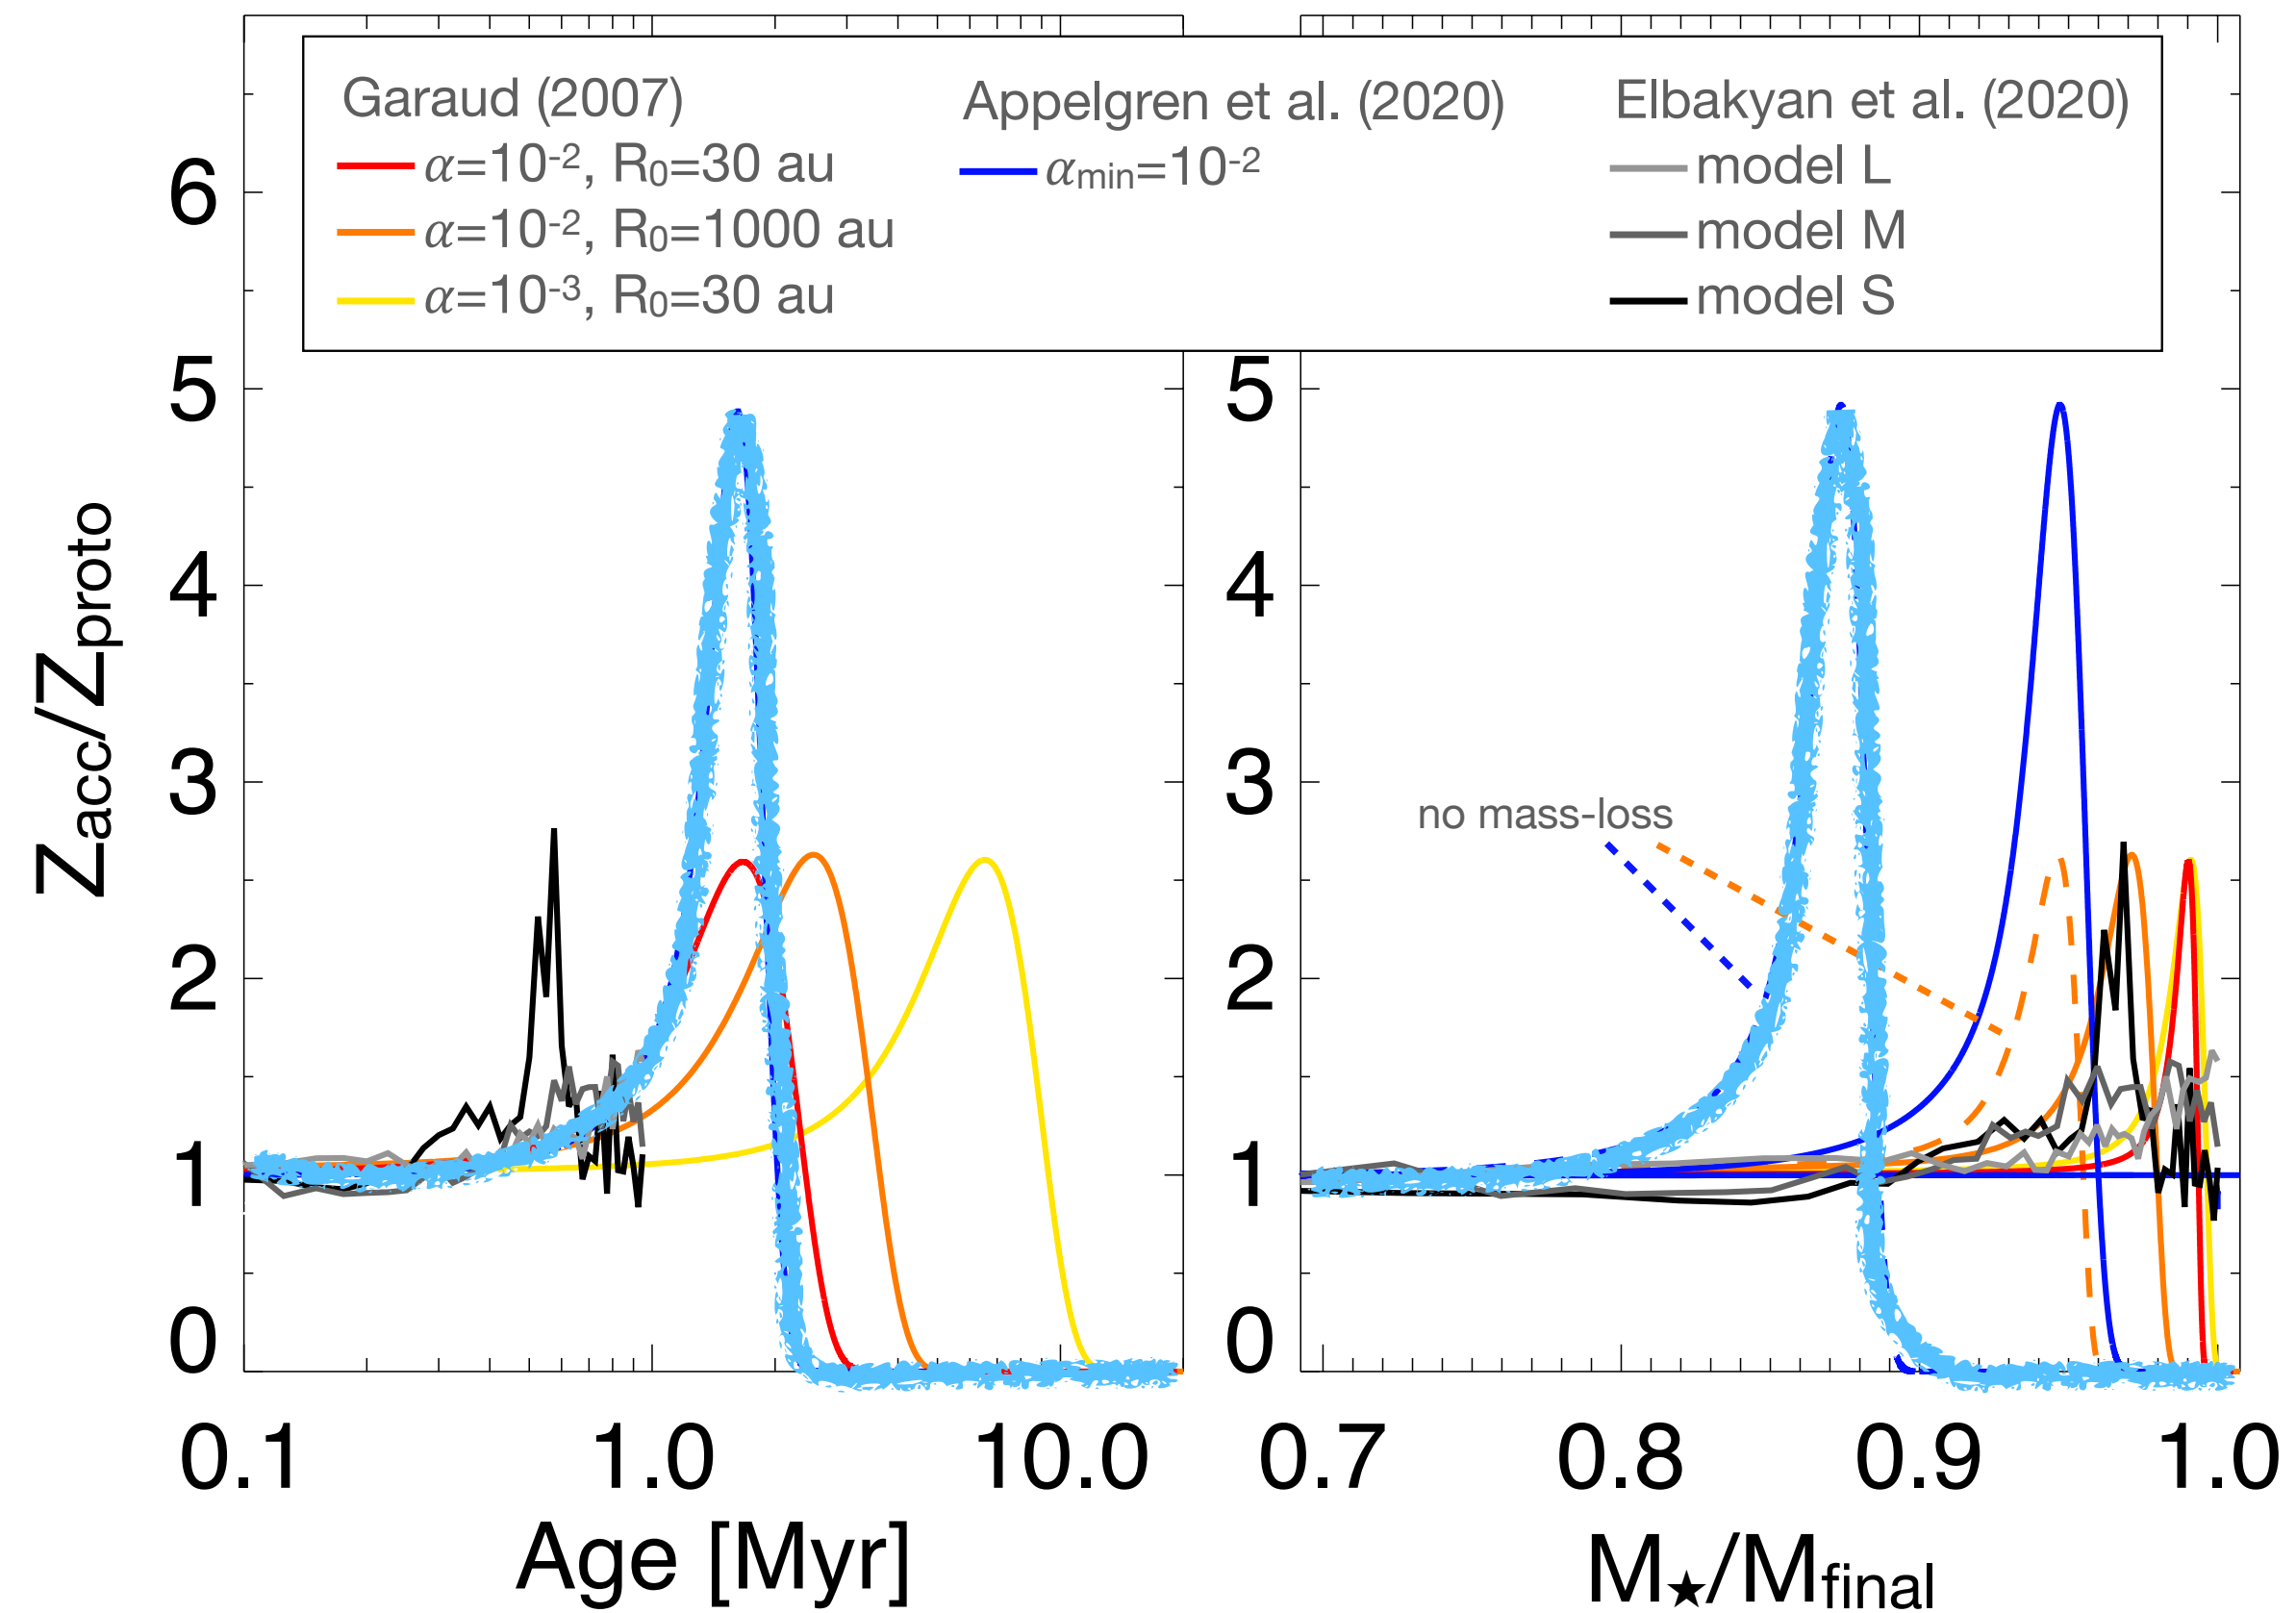 Garaud (2007)
α=10-2, R0=30 au
α=10-2, R0=1000 au
α=10-3, R0=30 au
Appelgren et al. (2020)
αmin=10-2
Elbakyan et al. (2020)
model L
model M
model S
Zacc/Zproto
6
5
4
3
2
1
0
0.1
1.0
10.0
Age [Myr]
5
4
3
2
1
0
no mass-loss
0.7
0.8
0.9
1.0
M★/Mfinal